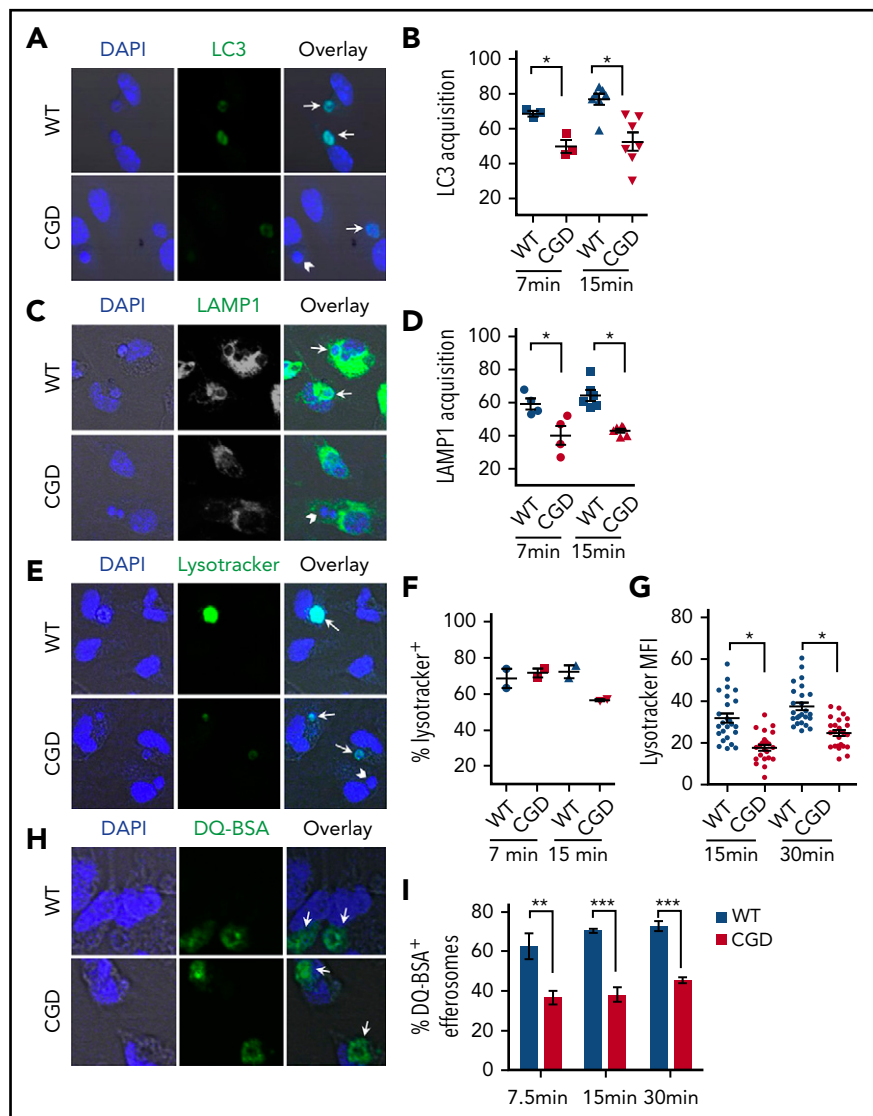 A
DAPI LC3 Overlay
WT
CGD
B
LC3 acquisition
100
80
60
40
20
* *
WT CGD WT CGD
7min 15min
C
DAPI LAMP1 Overlay
WT
CGD
D
LAMP1 acquisition
100
80
60
40
20
* *
WT CGD WT CGD
7min 15min
E
DAPI Lysotracker Overlay
WT
CGD
F
% lysotracker+
100
80
60
40
20
WT CGD WT CGD
7 min 15 min
G
Lysotracker MFI
80
60
40
20
0
* *
WT CGD WT CGD
15min 30min
H
DAPI DQ-BSA Overlay
WT
CGD
I
% DQ-BSA+
efferosomes
80
60
40
20
0
** *** ***
7.5min 15min 30min
WT
CGD